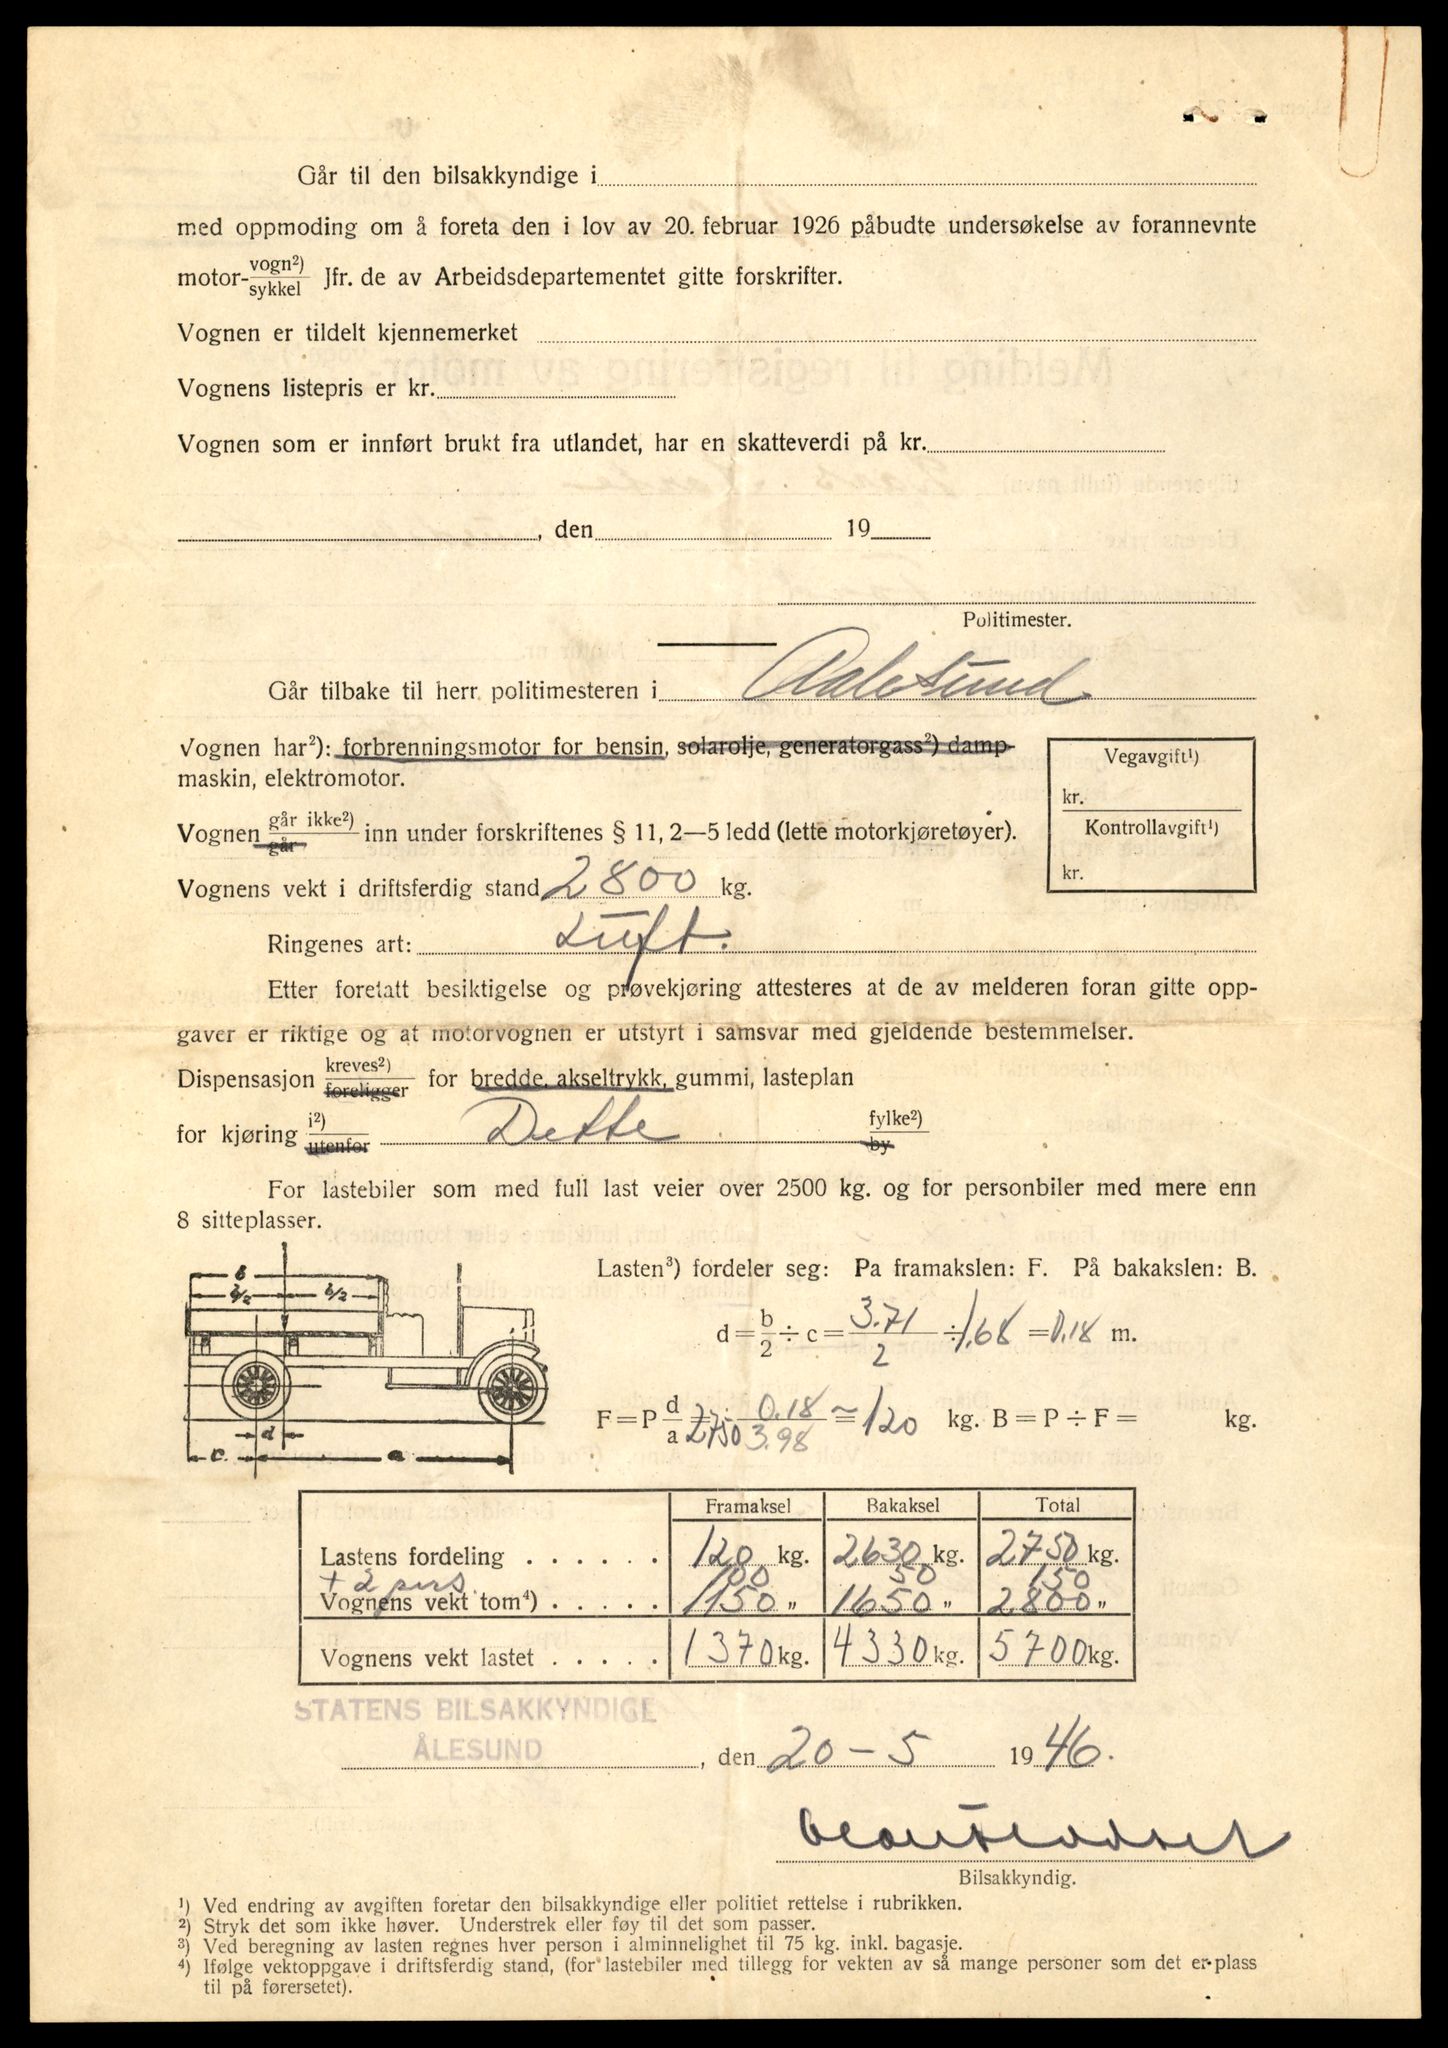 Går til den bilsakkyndige i
med oppmoding om å foreta den i lov av 20. februar 1926 påbudte undersøkelse av forannevnte
motor-vogn²)/sykkel Jfr. de av Arbeidsdepartementet gitte forskrifter.
Vognen er tildelt kjennemerket
Vognens listepris er kr.
Vognen som er innført brukt fra utlandet, har en skatteverdi på kr.
, den 19
Politimester.
Går tilbake til herr politimesteren i Aalesund
Vognen har²): forbrenningsmotor for bensin, solarolje, generatorgass²) damp-
maskin, elektromotor.
Vegavgift¹)
kr.
Kontrollavgift¹)
kr.
Vognen går ikke²)/går inn under forskriftenes § 11, 2—5 ledd (lette motorkjøretøyer).
Vognens vekt i driftsferdig stand 2800 kg.
Ringenes art: Luft.
Etter foretatt besiktigelse og prøvekjøring attesteres at de av melderen foran gitte opp-
gaver er riktige og at motorvognen er utstyrt i samsvar med gjeldende bestemmelser.
Dispensasjon kreves²)/foreligger for bredde, akseltrykk, gummi, lasteplan
for kjøring i²)/utenfor Dette fylke²)/by
For lastebiler som med full last veier over 2500 kg. og for personbiler med mere enn
8 sitteplasser.
b
b/2 b/2
d
c. a
Lasten³) fordeler seg: Pa framakslen: F. På bakakslen: B.
d = b/2 ÷ c = 3.71/2 ÷ 1.68 = 0.18 m.
F = P d/a = 2750 · 0.18/3.98 = ~ 120 kg. B = P ÷ F = kg.
Framaksel Bakaksel Total
Lastens fordeling . . . . . . 120 kg. 2630 kg. 2750 kg.
+ 2 pers. 100 50 150
Vognens vekt tom⁴) . . . . . 1150 „ 1650 „ 2800 „
Vognens vekt lastet . . . . . 1370 kg. 4330 kg. 5700 kg.
STATENS BILSAKKYNDIGE
ÅLESUND
, den 20 – 5 1946.
Bilsakkyndig.
¹) Ved endring av avgiften foretar den bilsakkyndige eller politiet rettelse i rubrikken.
²) Stryk det som ikke høver. Understrek eller føy til det som passer.
³) Ved beregning av lasten regnes hver person i alminnelighet til 75 kg. inkl. bagasje.
⁴) Ifølge vektoppgave i driftsferdig stand, (for lastebiler med tillegg for vekten av så mange personer som det er plass
til på førersetet).